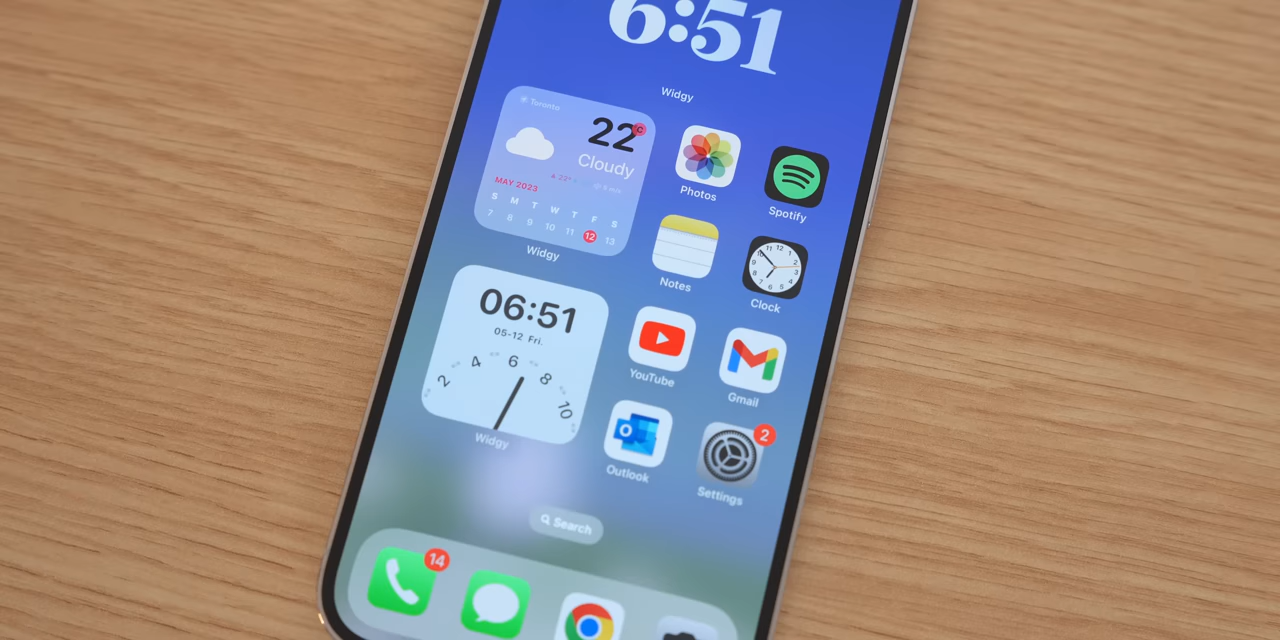 6:51
Widgy
Toronto
22
C
Cloudy
22°
MAY 2023
S M T W T F S
7 8 9 10 11 12 13
Widgy
Photos
Spotify
Notes
Clock
06:51
05-12 Fri.
2 4 6 8 10
Widgy
YouTube
Gmail
Outlook
2
Settings
Search
14